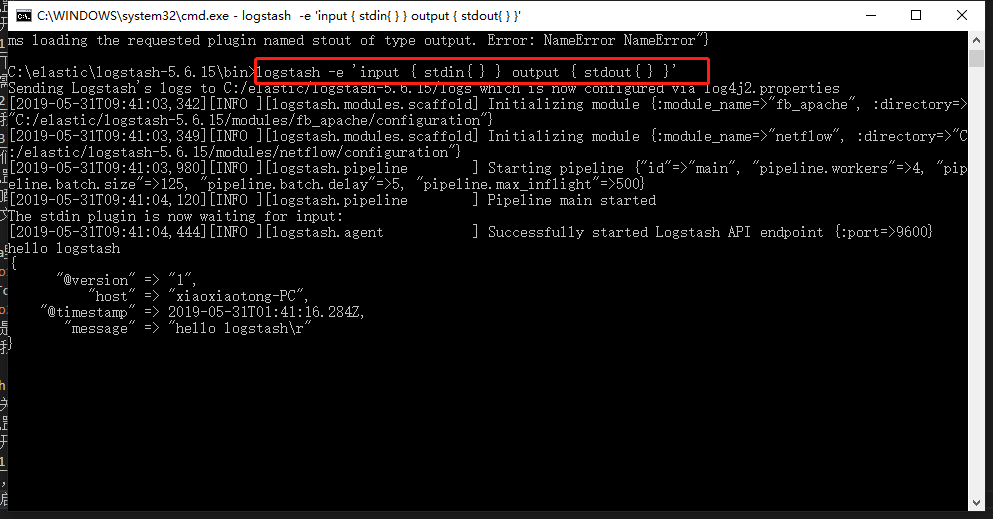 C:\WINDOWS\system32\cmd.exe - logstash  -e 'input { stdin{ } } output { stdout{ } }'
ms loading the requested plugin named stout of type output. Error: NameError NameError"}
C:\elastic\logstash-5.6.15\bin>logstash -e 'input { stdin{ } } output { stdout{ } }'
Sending Logstash's logs to C:/elastic/logstash-5.6.15/logs which is now configured via log4j2.properties
[2019-05-31T09:41:03,342][INFO ][logstash.modules.scaffold] Initializing module {:module_name=>"fb_apache", :directory=>
"C:/elastic/logstash-5.6.15/modules/fb_apache/configuration"}
[2019-05-31T09:41:03,349][INFO ][logstash.modules.scaffold] Initializing module {:module_name=>"netflow", :directory=>"C
:/elastic/logstash-5.6.15/modules/netflow/configuration"}
[2019-05-31T09:41:03,980][INFO ][logstash.pipeline        ] Starting pipeline {"id"=>"main", "pipeline.workers"=>4, "pip
eline.batch.size"=>125, "pipeline.batch.delay"=>5, "pipeline.max_inflight"=>500}
[2019-05-31T09:41:04,120][INFO ][logstash.pipeline        ] Pipeline main started
The stdin plugin is now waiting for input:
[2019-05-31T09:41:04,444][INFO ][logstash.agent           ] Successfully started Logstash API endpoint {:port=>9600}
hello logstash
{
      "@version" => "1",
          "host" => "xiaoxiaotong-PC",
    "@timestamp" => 2019-05-31T01:41:16.284Z,
       "message" => "hello logstash\r"
}